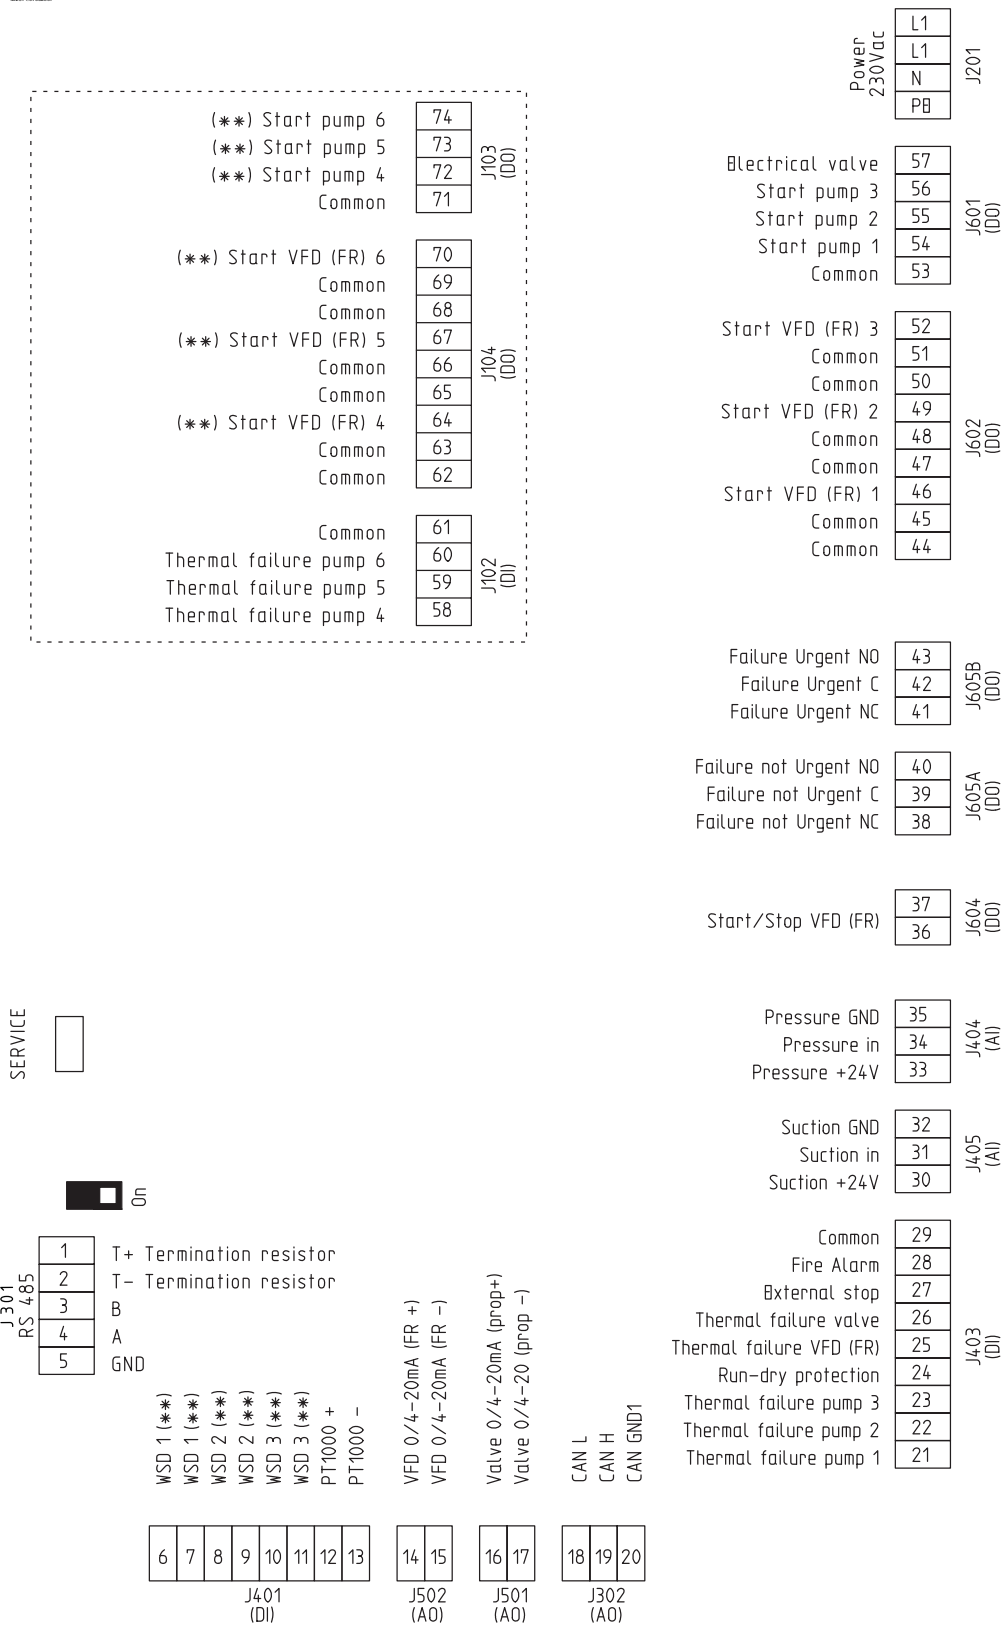 Power
230Vac
L1
L1
N
PE
J201
(**) Start pump 6 74
(**) Start pump 5 73
(**) Start pump 4 72
Common 71
J103
(DO)
(**) Start VFD (FR) 6 70
Common 69
Common 68
(**) Start VFD (FR) 5 67
Common 66
Common 65
(**) Start VFD (FR) 4 64
Common 63
Common 62
J104
(DO)
Common 61
Thermal failure pump 6 60
Thermal failure pump 5 59
Thermal failure pump 4 58
J102
(DI)
Electrical valve 57
Start pump 3 56
Start pump 2 55
Start pump 1 54
Common 53
J601
(DO)
Start VFD (FR) 3 52
Common 51
Common 50
Start VFD (FR) 2 49
Common 48
Common 47
Start VFD (FR) 1 46
Common 45
Common 44
J602
(DO)
Failure Urgent NO 43
Failure Urgent C 42
Failure Urgent NC 41
J605B
(DO)
Failure not Urgent NO 40
Failure not Urgent C 39
Failure not Urgent NC 38
J605A
(DO)
Start/Stop VFD (FR)
37
36
J604
(DO)
Pressure GND 35
Pressure in 34
Pressure +24V 33
J404
(AI)
Suction GND 32
Suction in 31
Suction +24V 30
J405
(AI)
Common 29
Fire Alarm 28
External stop 27
Thermal failure valve 26
Thermal failure VFD (FR) 25
Run-dry protection 24
Thermal failure pump 3 23
Thermal failure pump 2 22
Thermal failure pump 1 21
J403
(DI)
SERVICE
On
J301
RS 485
1 T+ Termination resistor
2 T- Termination resistor
3 B
4 A
5 GND
WSD 1 (**)
WSD 1 (**)
WSD 2 (**)
WSD 2 (**)
WSD 3 (**)
WSD 3 (**)
PT1000 +
PT1000 -
VFD 0/4-20mA (FR +)
VFD 0/4-20mA (FR -)
Valve 0/4-20mA (prop+)
Valve 0/4-20 (prop -)
CAN L
CAN H
CAN GND1
6 7 8 9 10 11 12 13
14 15
16 17
18 19 20
J401
(DI)
J502
(AO)
J501
(AO)
J302
(AO)